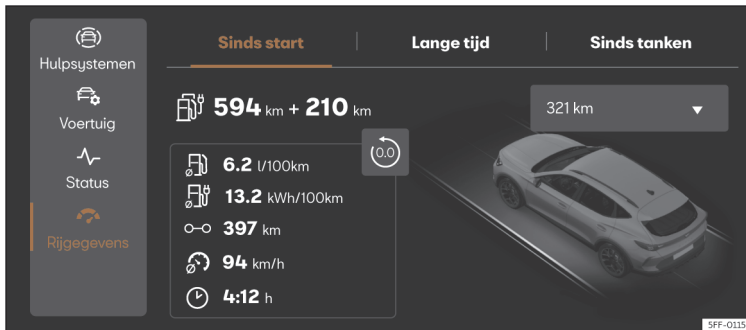 Hulpsystemen
Voertuig
Status
Rijgegevens
Sinds start
Lange tijd
Sinds tanken
594 km + 210 km
321 km
(0.0)
6.2 l/100km
13.2 kWh/100km
397 km
94 km/h
4:12 h
5FF-0115